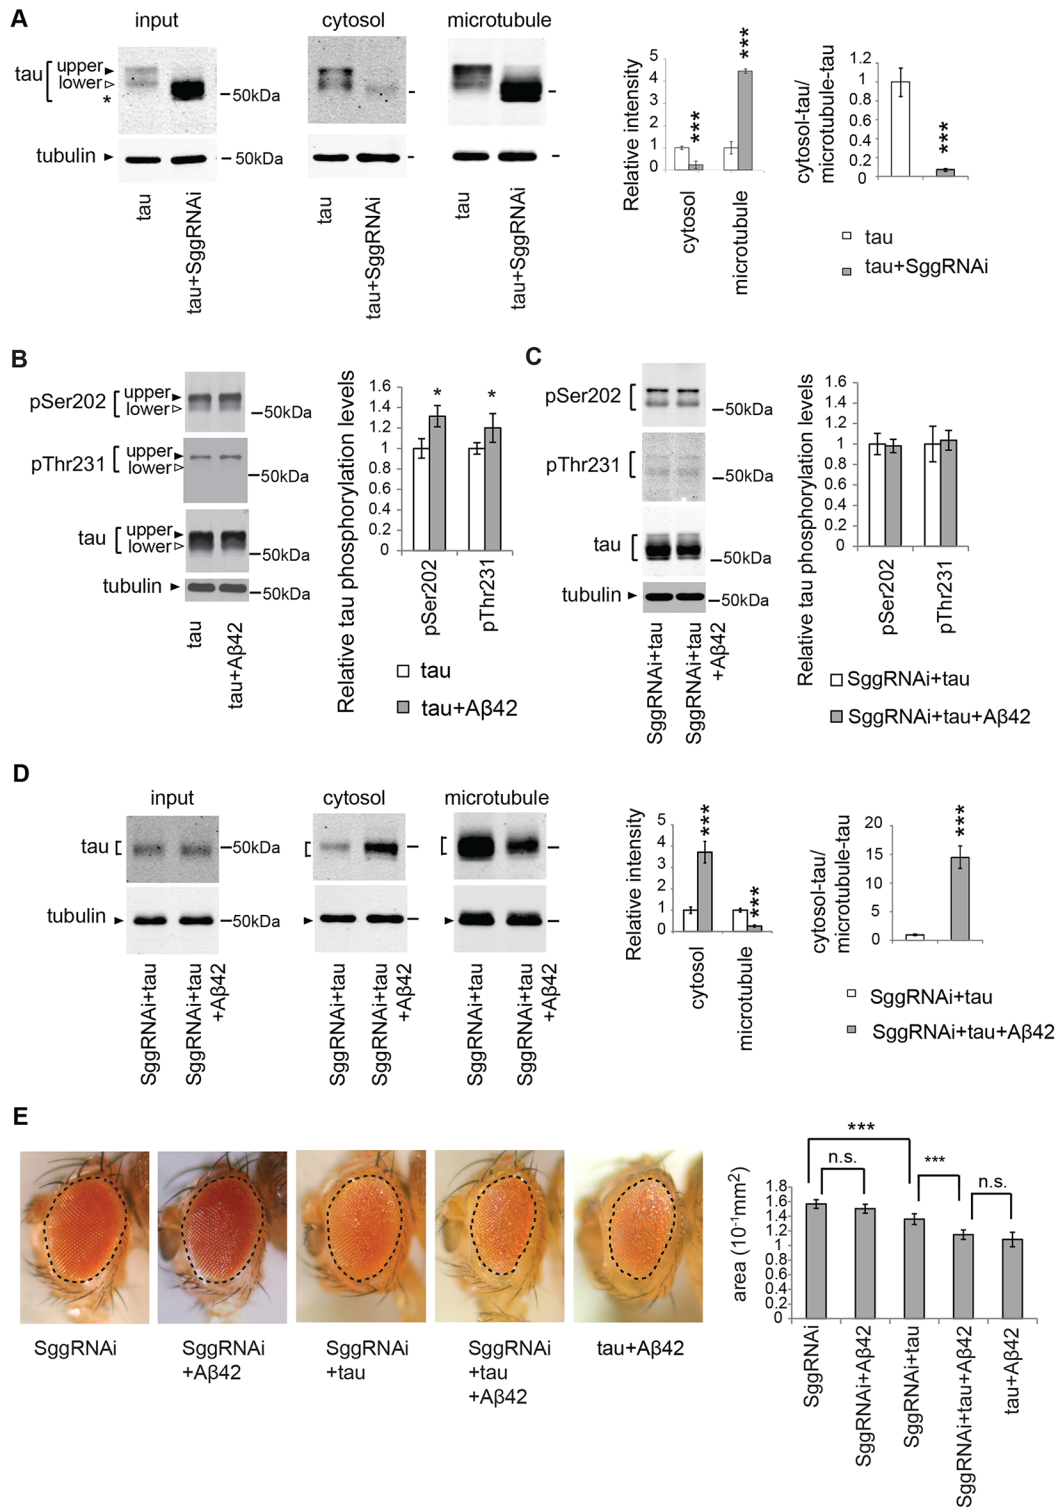 A
input
cytosol
microtubule
tau
upper
lower
*
50kDa
tubulin
50kDa
tau
tau+SggRNAi
tau
tau+SggRNAi
tau
tau+SggRNAi
Relative intensity
5
4
3
2
1
0
***
***
cytosol
microtubule
cytosol-tau/
microtubule-tau
1.2
1
0.8
0.6
0.4
0.2
0
***
tau
tau+SggRNAi
B
pSer202
upper
lower
50kDa
pThr231
upper
lower
50kDa
tau
upper
lower
50kDa
tubulin
50kDa
tau
tau+Aβ42
Relative tau phosphorylation levels
1.6
1.4
1.2
1
0.8
0.6
0.4
0.2
0
*
*
pSer202
pThr231
tau
tau+Aβ42
C
pSer202
50kDa
pThr231
tau
50kDa
tubulin
50kDa
SggRNAi+tau
SggRNAi+tau
+Aβ42
Relative tau phosphorylation levels
1.6
1.4
1.2
1
0.8
0.6
0.4
0.2
0
pSer202
pThr231
SggRNAi+tau
SggRNAi+tau+Aβ42
D
input
cytosol
microtubule
tau
50kDa
tubulin
50kDa
SggRNAi+tau
SggRNAi+tau
+Aβ42
SggRNAi+tau
SggRNAi+tau
+Aβ42
SggRNAi+tau
SggRNAi+tau
+Aβ42
Relative intensity
5
4
3
2
1
0
***
***
cytosol
microtubule
cytosol-tau/
microtubule-tau
20
15
10
5
0
***
SggRNAi+tau
SggRNAi+tau+Aβ42
E
SggRNAi
SggRNAi
+Aβ42
SggRNAi
+tau
SggRNAi
+tau
+Aβ42
tau+Aβ42
area (10⁻¹mm²)
1.8
1.6
1.4
1.2
1
0.8
0.6
0.4
0.2
0
***
n.s.
***
n.s.
SggRNAi
SggRNAi+Aβ42
SggRNAi+tau
SggRNAi+tau+Aβ42
tau+Aβ42